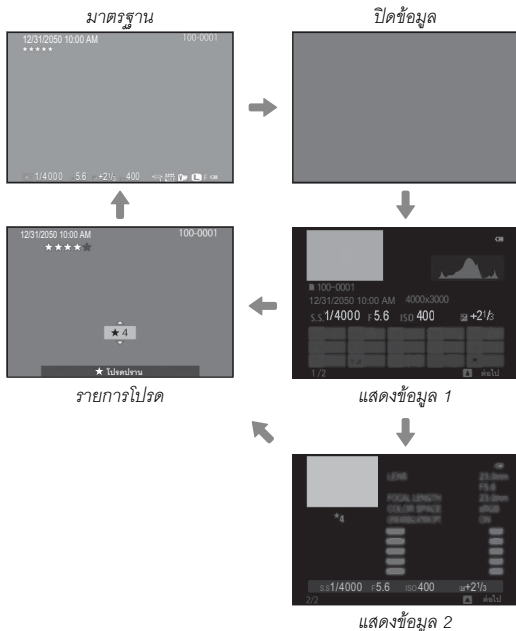 มาตรฐาน
12/31/2050 10:00 AM 100-0001
★★★★★
1/4000 5.6 +2 1/3 400
ปิดข้อมูล
100-0001
12/31/2050 10:00 AM 4000x3000
S.S 1/4000 F 5.6 ISO 400 +2 1/3
1/2 ต่อไป
แสดงข้อมูล 1
12/31/2050 10:00 AM 100-0001
★★★★★
★ 4
★ โปรดปราน
รายการโปรด
LENS 23.0mm
F5.6
FOCAL LENGTH 23.0mm
COLOR SPACE sRGB
ON
★4
S.S 1/4000 F 5.6 ISO 400 +2 1/3
2/2 ต่อไป
แสดงข้อมูล 2